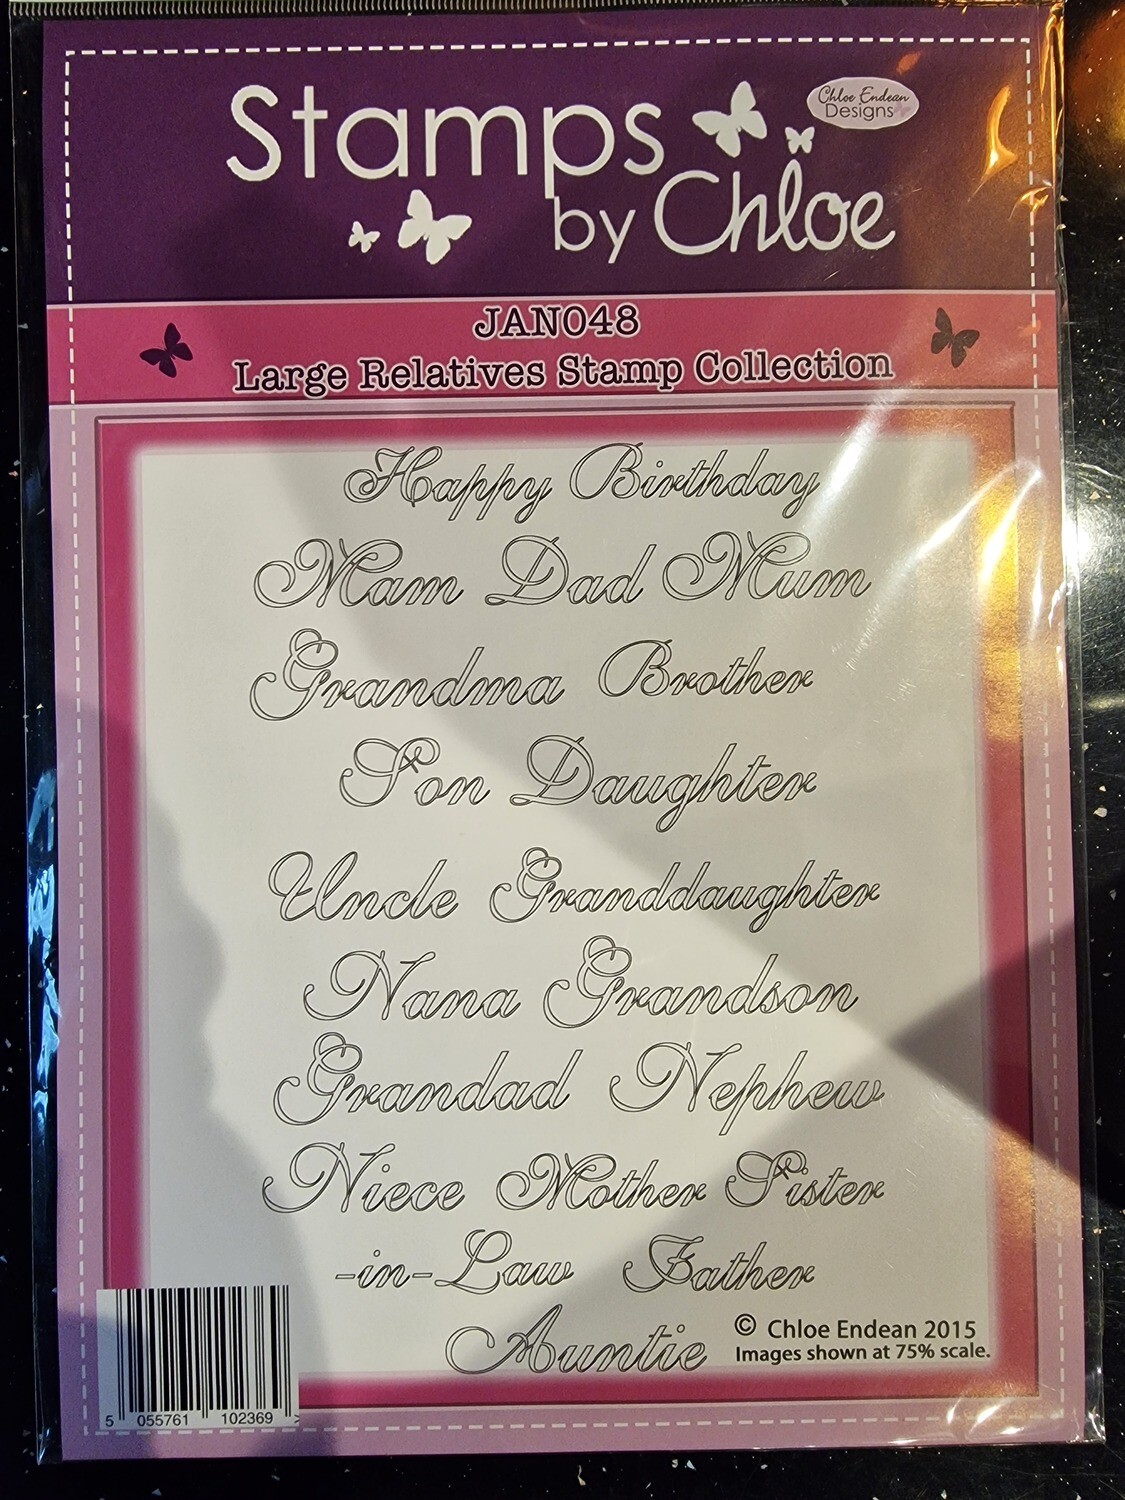 Stamps
by Chloe
Chloe Endean
Designs
JAN048
Large Relatives Stamp Collection
Happy Birthday
Mam Dad Mum
Grandma Brother
Son Daughter
Uncle Granddaughter
Nana Grandson
Grandad Nephew
Niece Mother Sister
-in-Law Father
Auntie
© Chloe Endean 2015
Images shown at 75% scale.
5 055761 102369 >